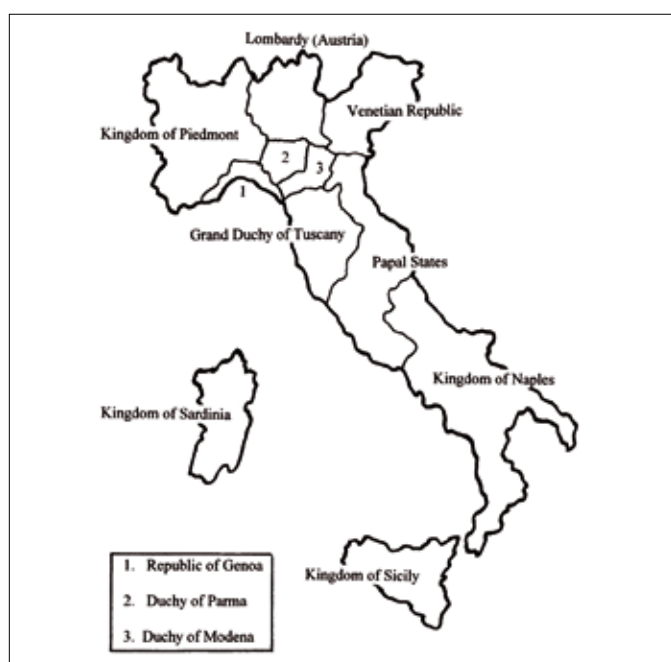 Lombardy (Austria)
Venetian Republic
Kingdom of Piedmont
2
3
1
Grand Duchy of Tuscany
Papal States
Kingdom of Naples
Kingdom of Sardinia
Kingdom of Sicily
1. Republic of Genoa
2. Duchy of Parma
3. Duchy of Modena